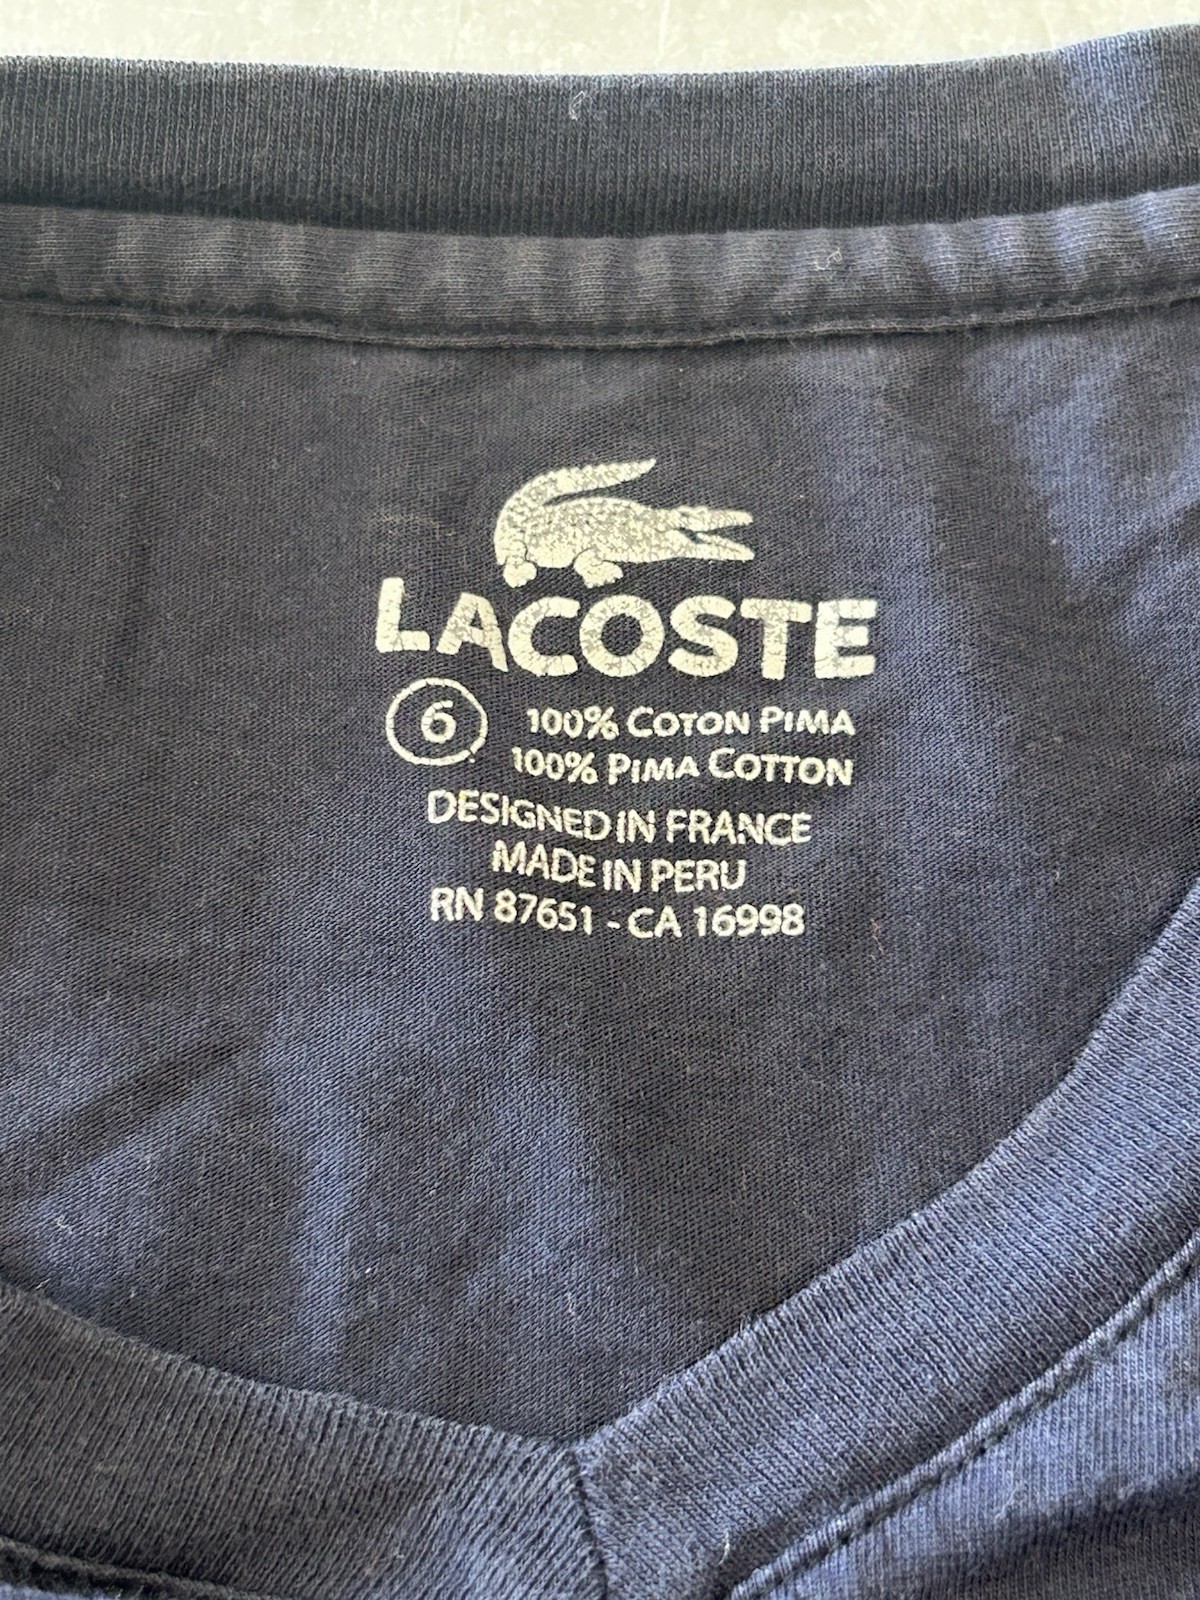 LACOSTE
6
100% COTON PIMA
100% PIMA COTTON
DESIGNED IN FRANCE
MADE IN PERU
RN 87651 - CA 16998